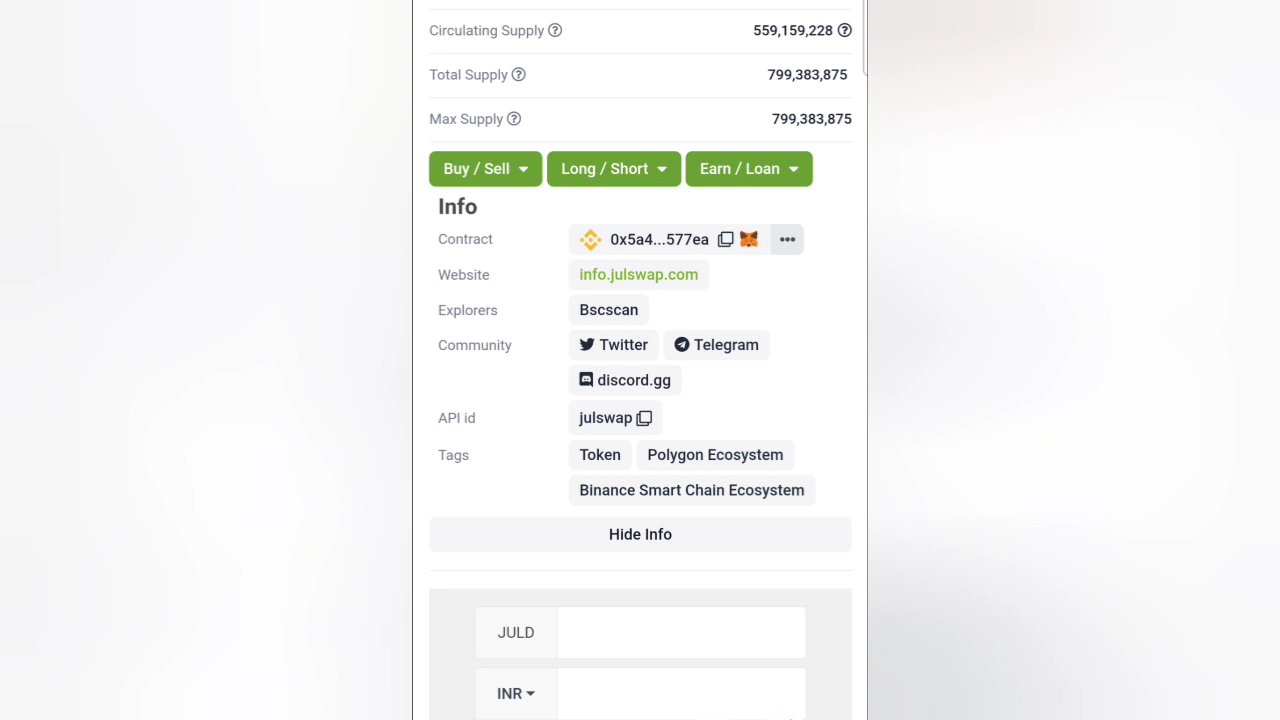 Circulating Supply 559,159,228
Total Supply 799,383,875
Max Supply 799,383,875
Buy / Sell Long / Short Earn / Loan
Info
Contract 0x5a4...577ea
Website info.julswap.com
Explorers Bscscan
Community Twitter Telegram
discord.gg
API id julswap
Tags Token Polygon Ecosystem
Binance Smart Chain Ecosystem
Hide Info
JULD
INR